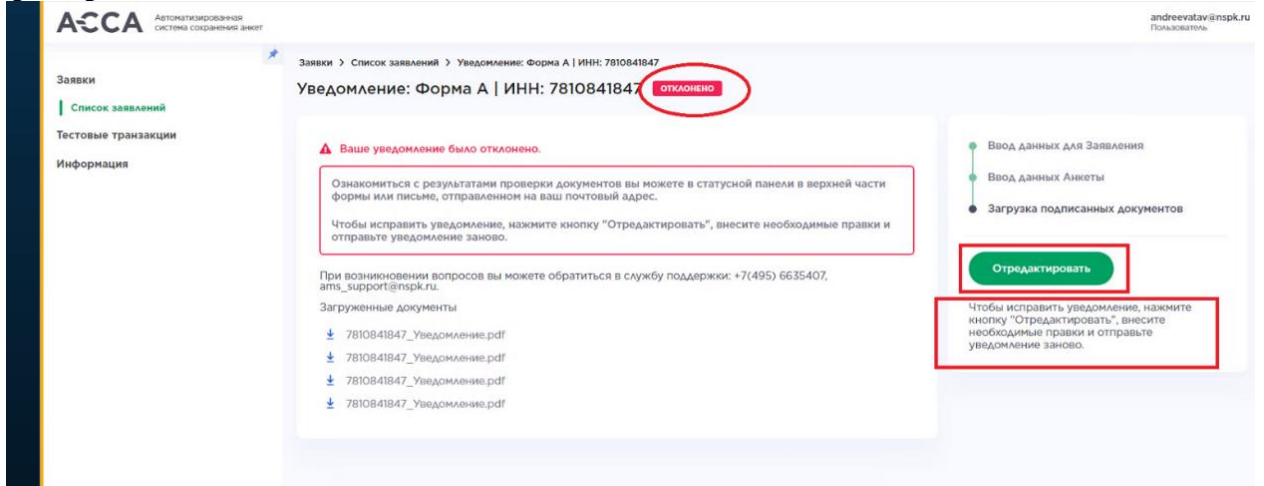 АССА
Автоматизированная
система сохранения анкет
andreevatav@nspk.ru
Пользователь
Заявки > Список заявлений > Уведомление: Форма А | ИНН: 7810841847
Заявки
Уведомление: Форма А | ИНН: 7810841847 ОТКЛОНЕНО
Список заявлений
Тестовые транзакции
Информация
Ваше уведомление было отклонено.
Ознакомиться с результатами проверки документов вы можете в статусной панели в верхней части
формы или письме, отправленном на ваш почтовый адрес.
Чтобы исправить уведомление, нажмите кнопку "Отредактировать", внесите необходимые правки и
отправьте уведомление заново.
При возникновении вопросов вы можете обратиться в службу поддержки: +7(495) 6635407,
ams_support@nspk.ru.
Загруженные документы
7810841847_Уведомление.pdf
7810841847_Уведомление.pdf
7810841847_Уведомление.pdf
7810841847_Уведомление.pdf
Ввод данных для Заявления
Ввод данных Анкеты
Загрузка подписанных документов
Отредактировать
Чтобы исправить уведомление, нажмите
кнопку "Отредактировать", внесите
необходимые правки и отправьте
уведомление заново.